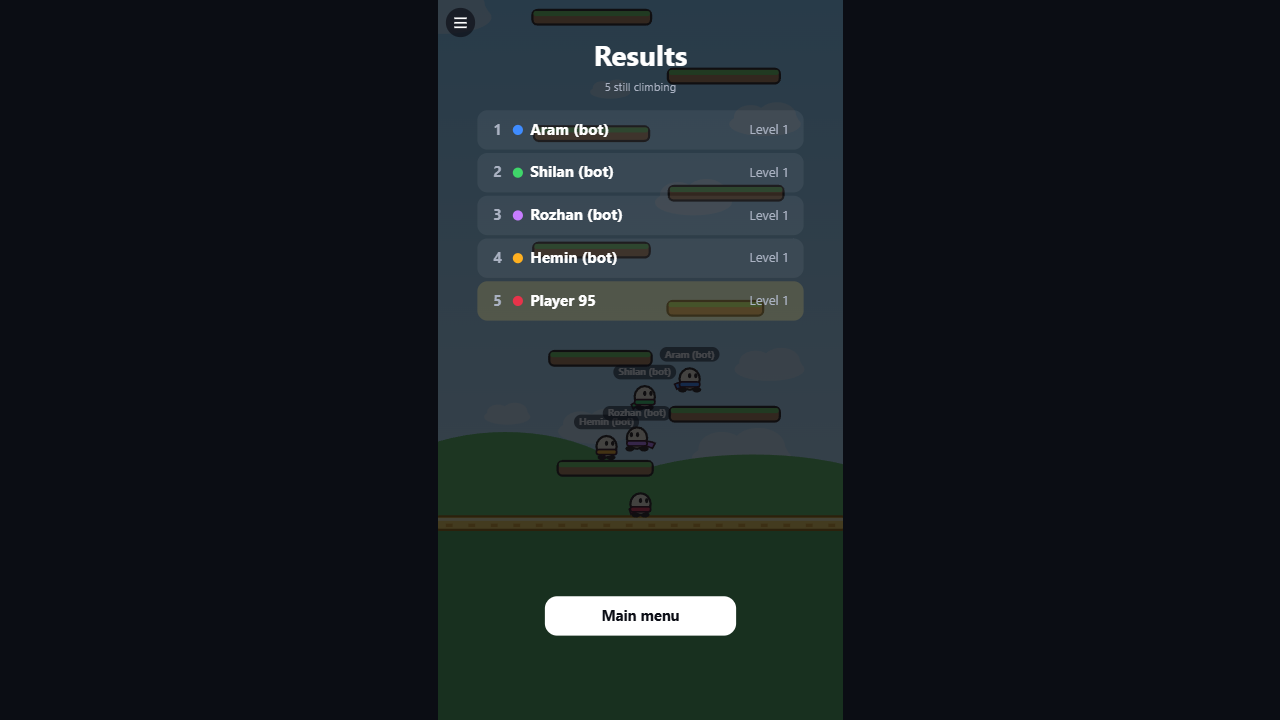 Results
5 still climbing
1 Aram (bot) Level 1
2 Shilan (bot) Level 1
3 Rozhan (bot) Level 1
4 Hemin (bot) Level 1
5 Player 95 Level 1
Aram (bot)
Shilan (bot)
Rozhan (bot)
Hemin (bot)
Main menu